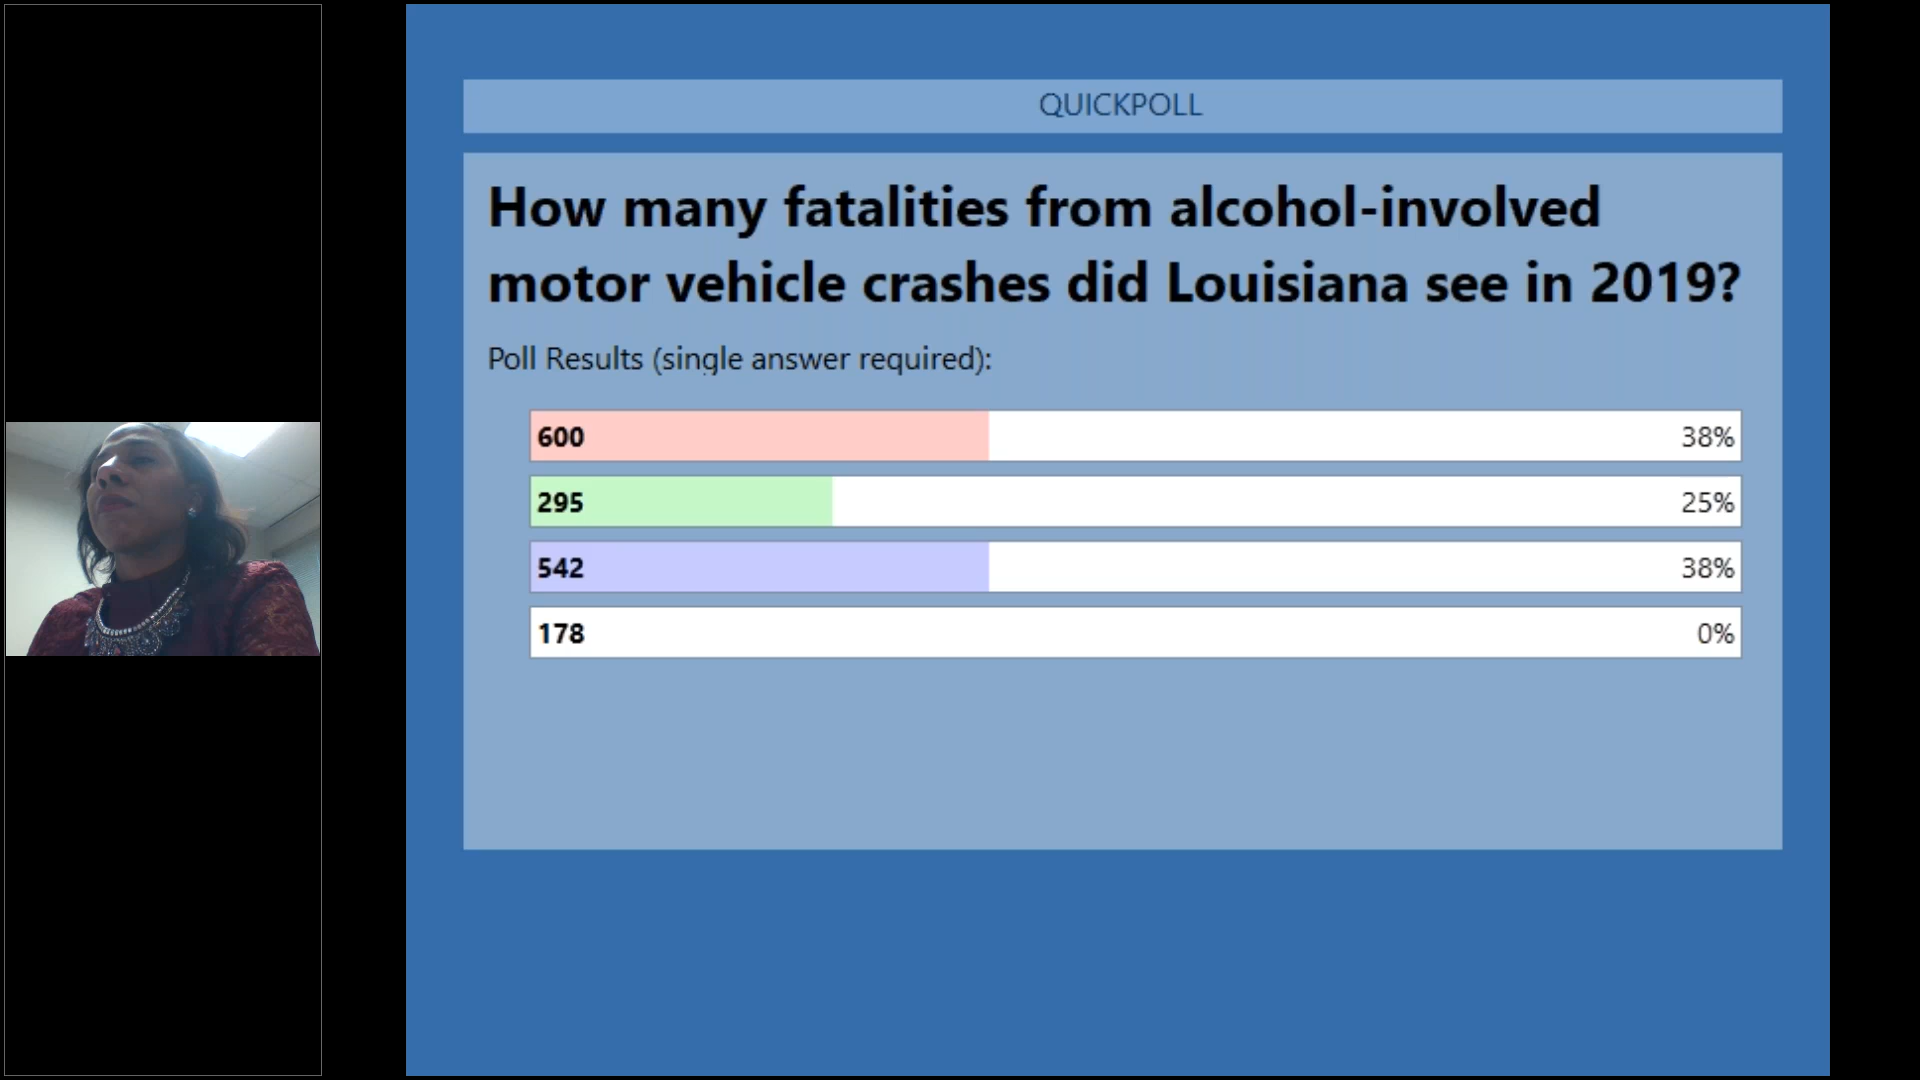 QUICKPOLL
How many fatalities from alcohol-involved
motor vehicle crashes did Louisiana see in 2019?
Poll Results (single answer required):
600 38%
295 25%
542 38%
178 0%